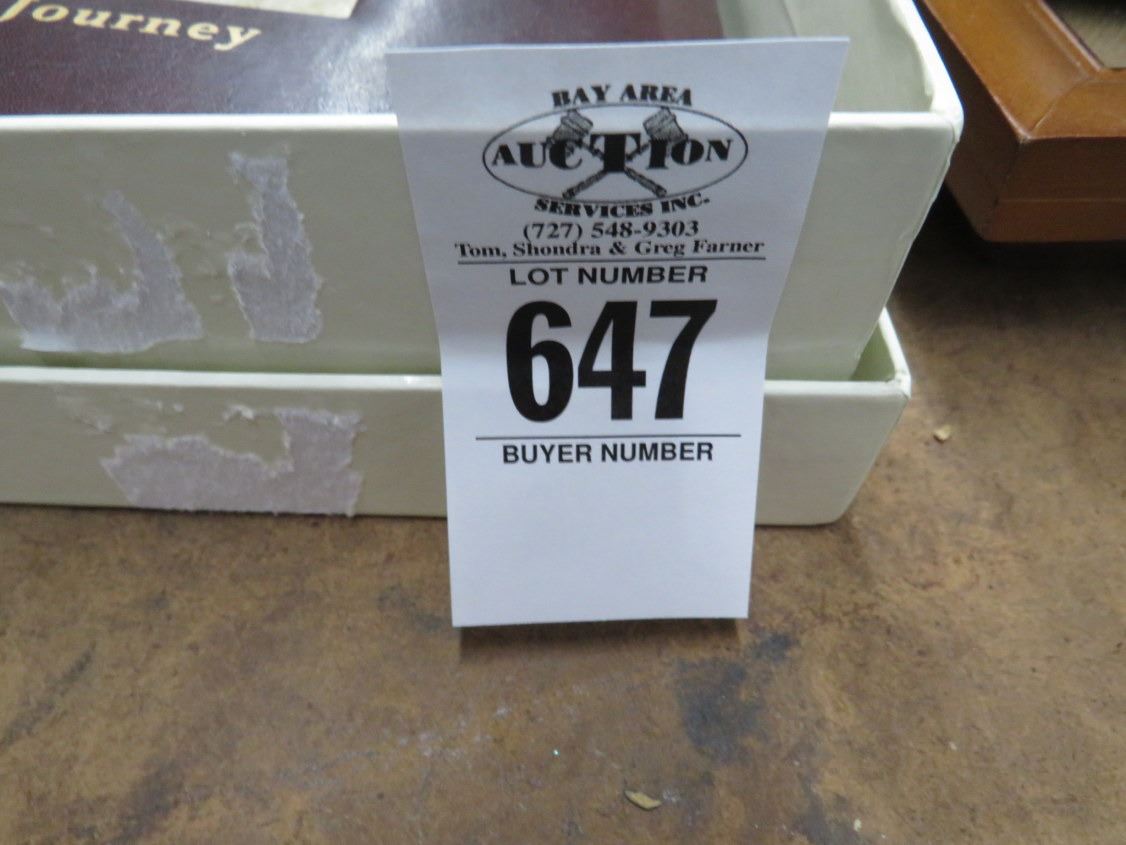 Journey
BAY AREA
AUCTION
SERVICES INC.
(727) 548-9303
Tom, Shondra & Greg Farner
LOT NUMBER
647
BUYER NUMBER